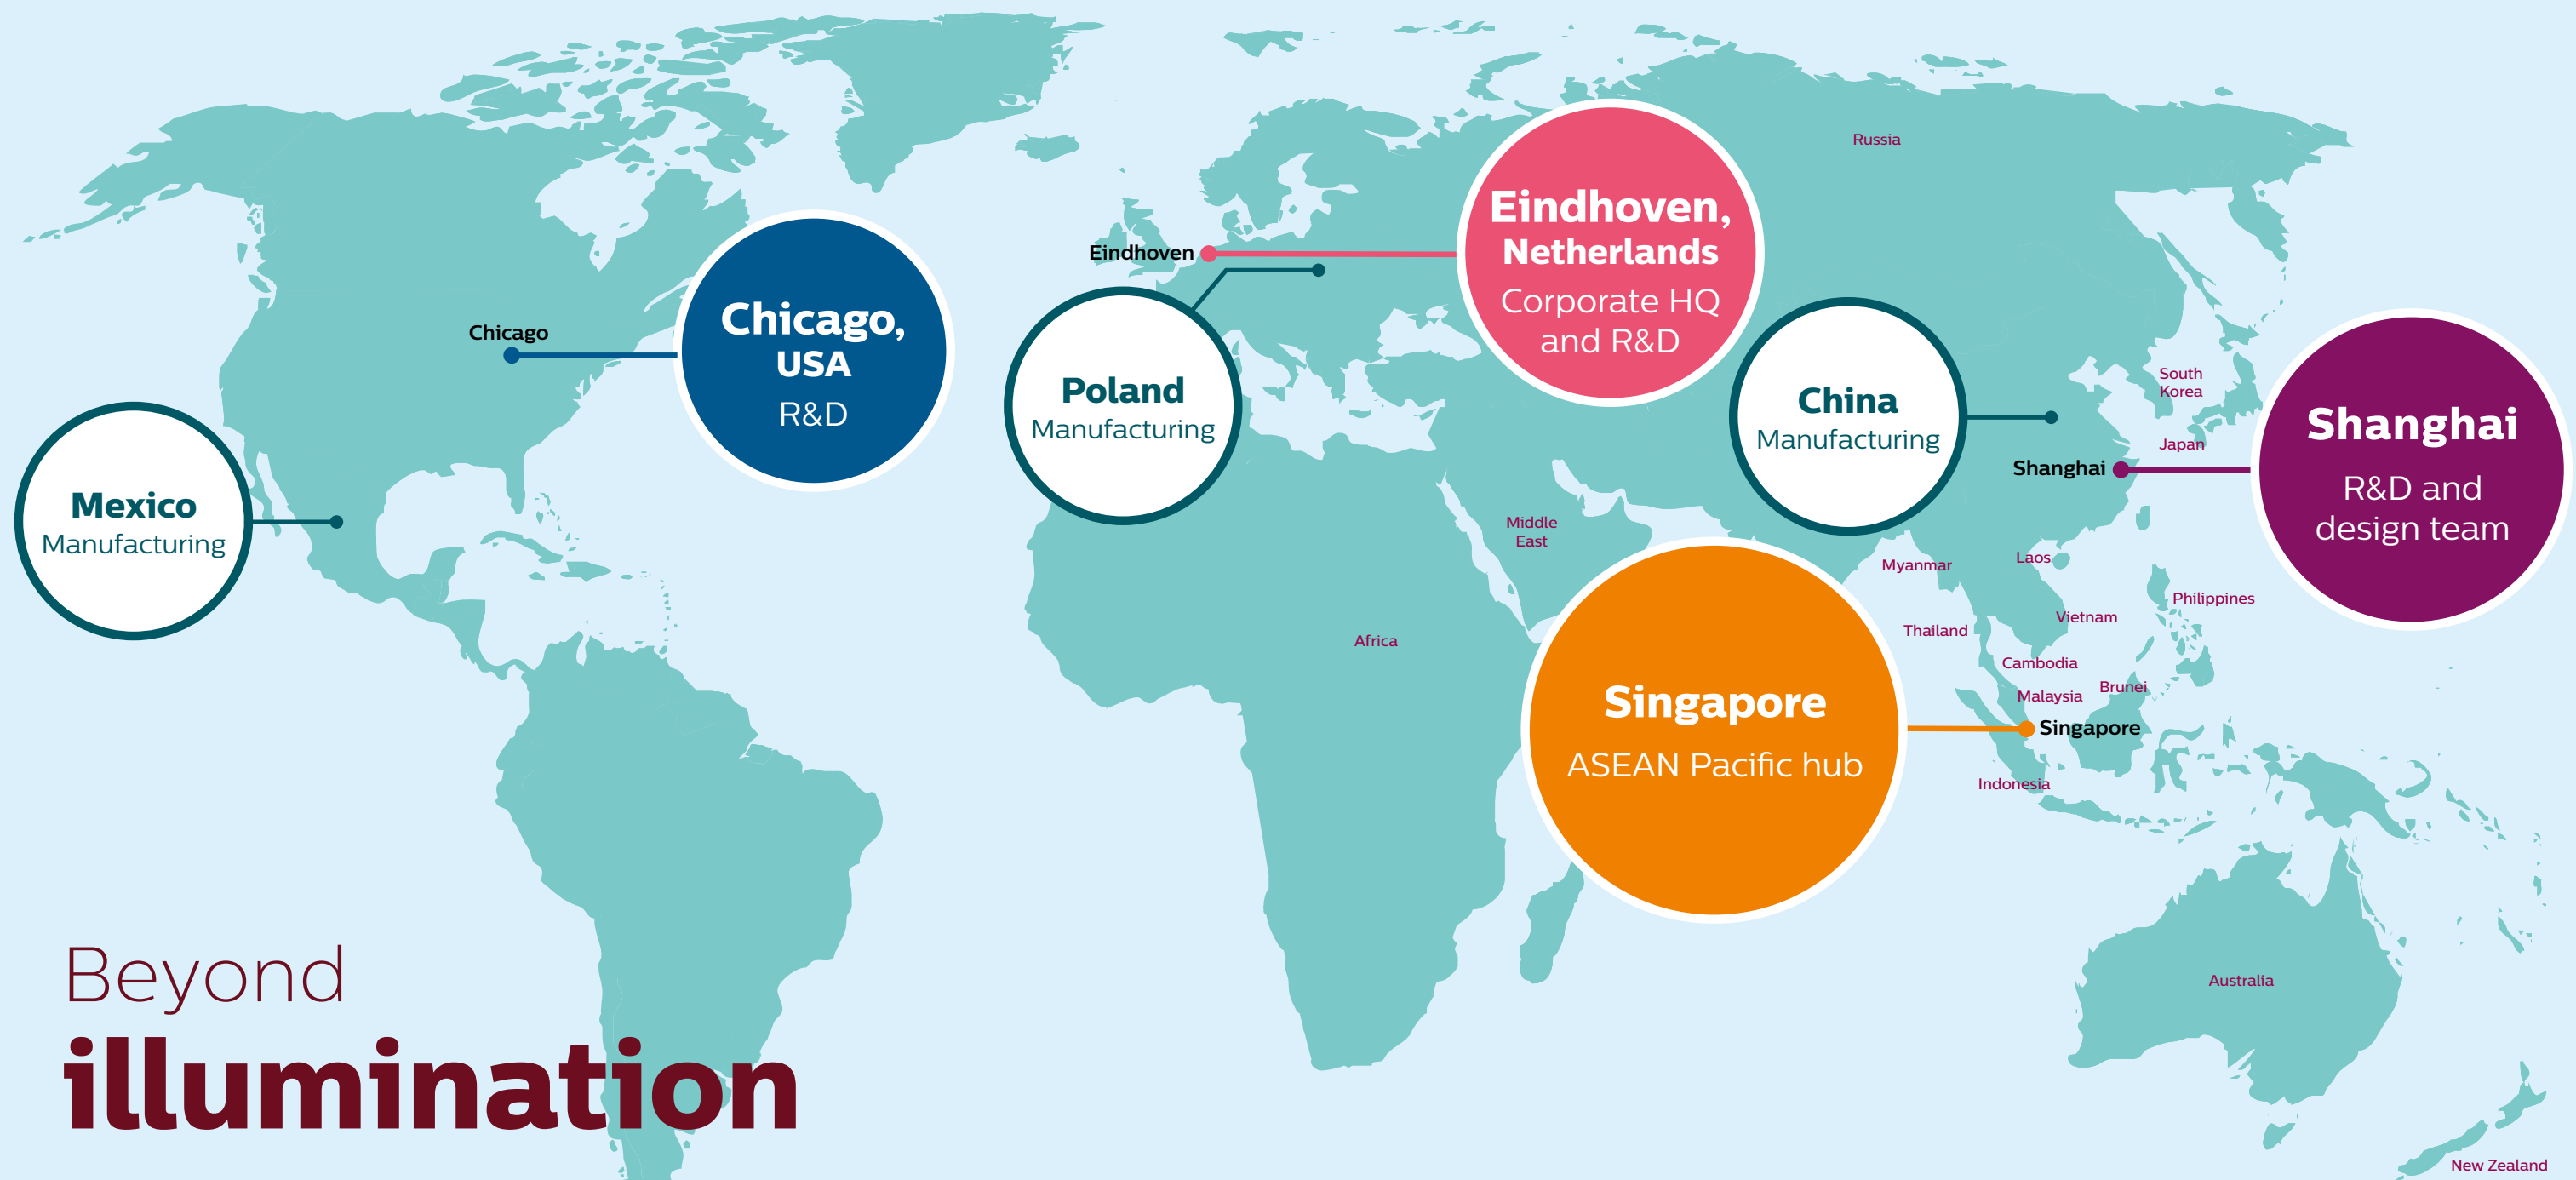 Russia
Eindhoven,
Netherlands
Corporate HQ
and R&D
Eindhoven
Chicago
Chicago,
USA
R&D
Poland
Manufacturing
China
Manufacturing
South
Korea
Japan
Shanghai
Shanghai
R&D and
design team
Mexico
Manufacturing
Middle
East
Myanmar
Laos
Philippines
Vietnam
Thailand
Africa
Cambodia
Brunei
Malaysia
Singapore
ASEAN Pacific hub
Singapore
Indonesia
Australia
Beyond
illumination
New Zealand